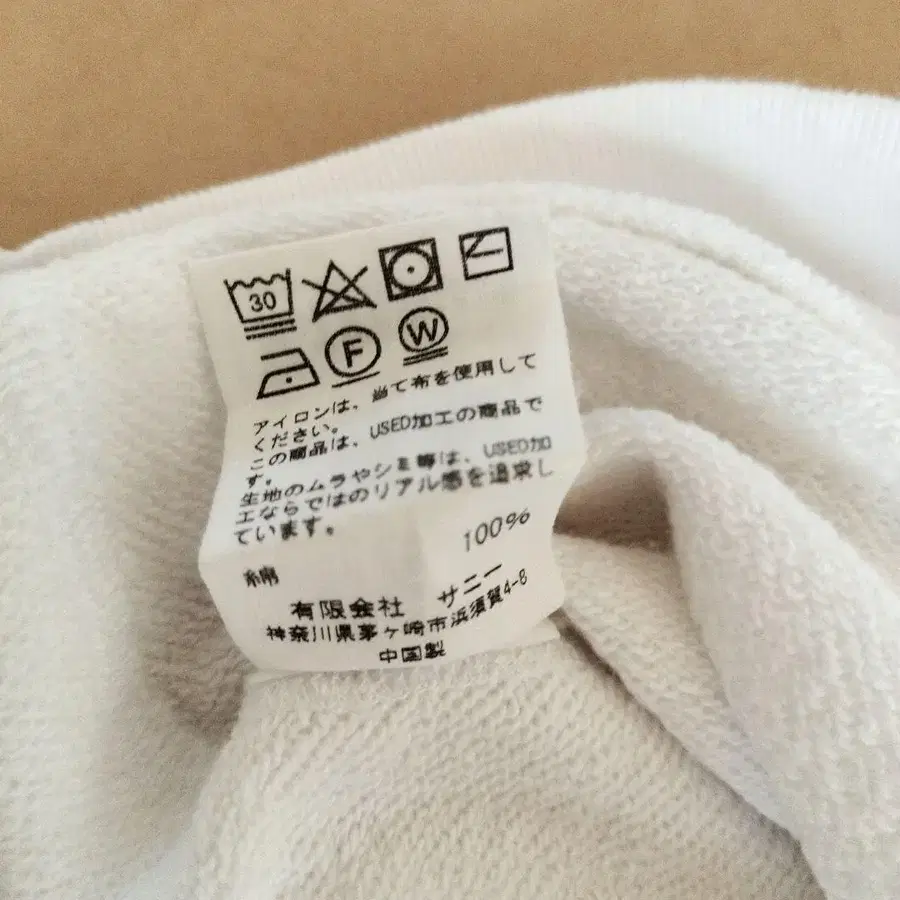 30
F W
アイロンは、当て布を使用して
ください。
この商品は、USED加工の商品で
す。
生地のムラやシミ等は、USED加
工ならではのリアル感を追求し
ています。
綿 100%
有限会社 サニー
神奈川県茅ヶ崎市浜須賀4-8
中国製